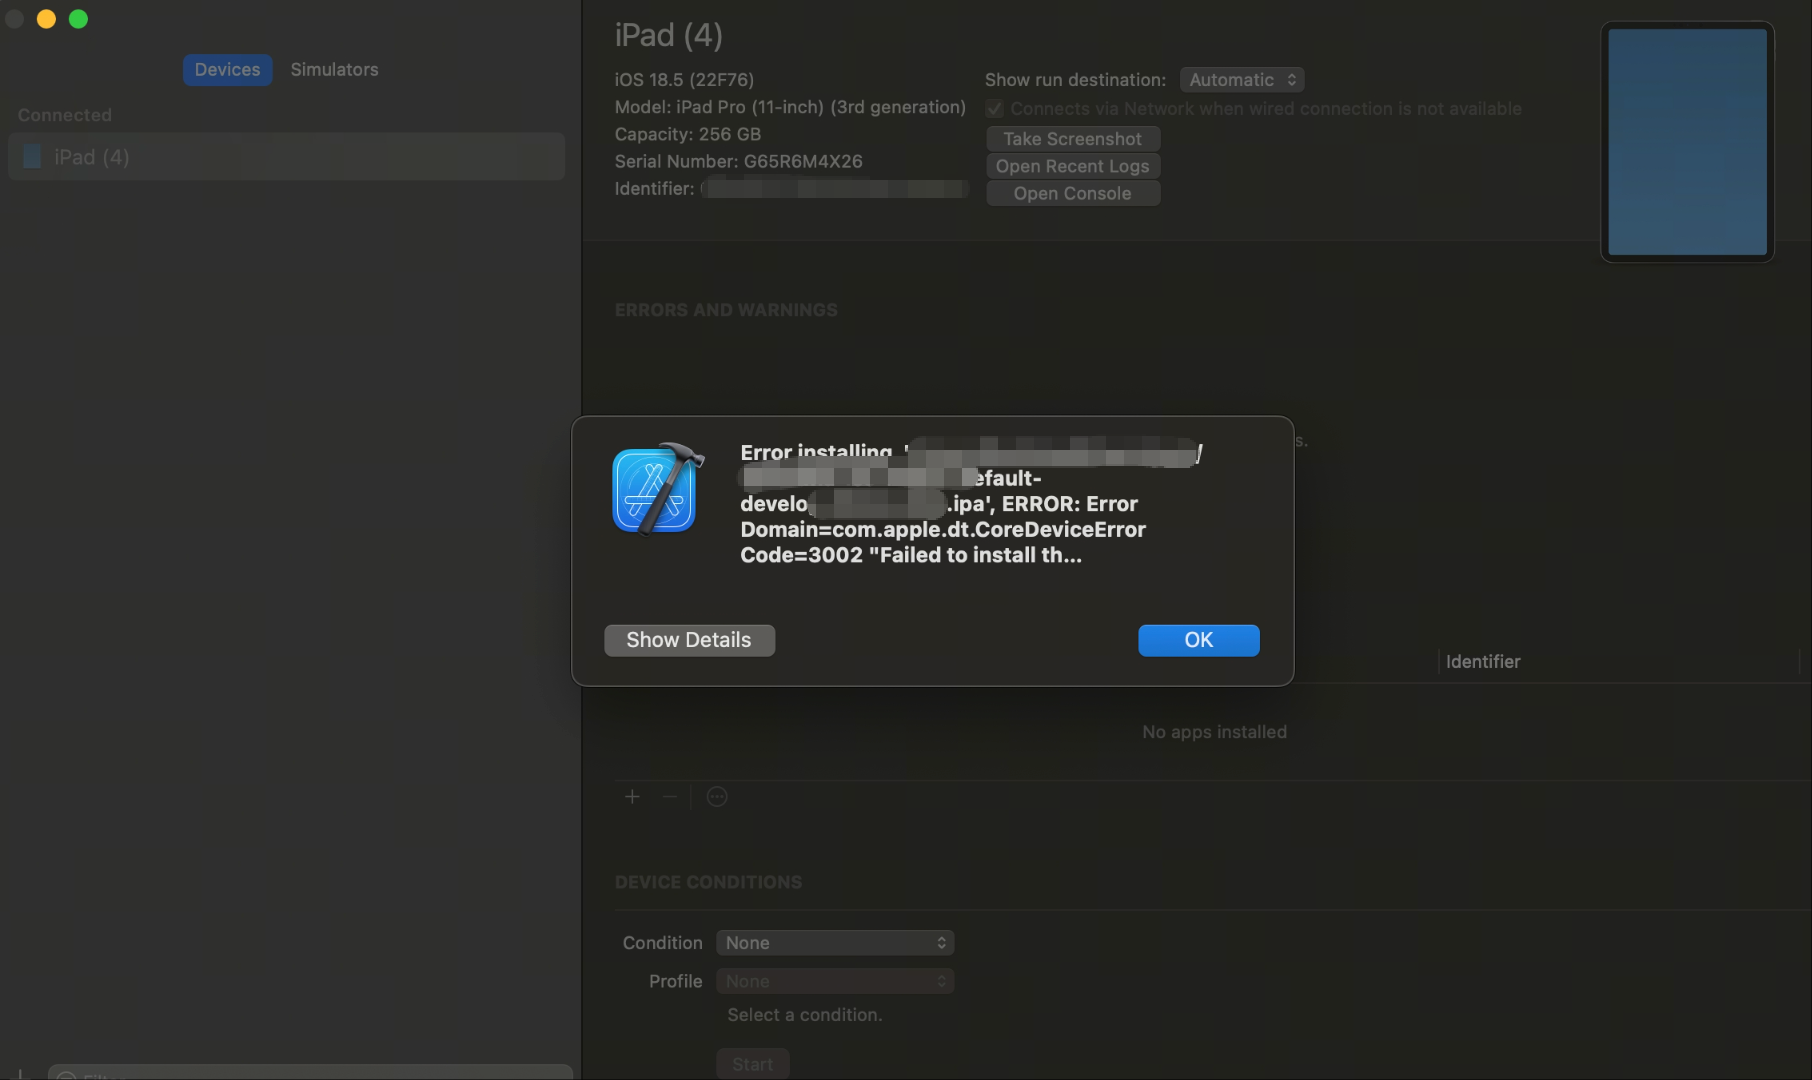 Devices
Simulators
Connected
iPad (4)
iPad (4)
iOS 18.5 (22F76)
Model: iPad Pro (11-inch) (3rd generation)
Capacity: 256 GB
Serial Number: G65R6M4X26
Identifier:
Show run destination: Automatic
Connects via Network when wired connection is not available
Take Screenshot
Open Recent Logs
Open Console
ERRORS AND WARNINGS
s.
Error installing '/
efault-
develo.ipa', ERROR: Error
Domain=com.apple.dt.CoreDeviceError
Code=3002 "Failed to install th...
Show Details
OK
Identifier
No apps installed
DEVICE CONDITIONS
Condition None
Profile None
Select a condition.
Start